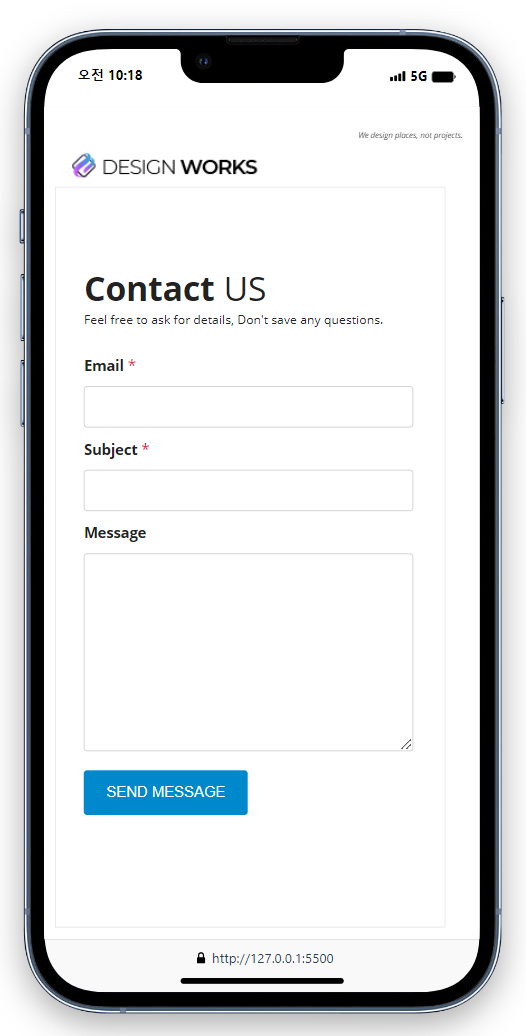 오전 10:18
5G
We design places, not projects.
DESIGN WORKS
Contact US
Feel free to ask for details, Don't save any questions.
Email *
Subject *
Message
SEND MESSAGE
http://127.0.0.1:5500